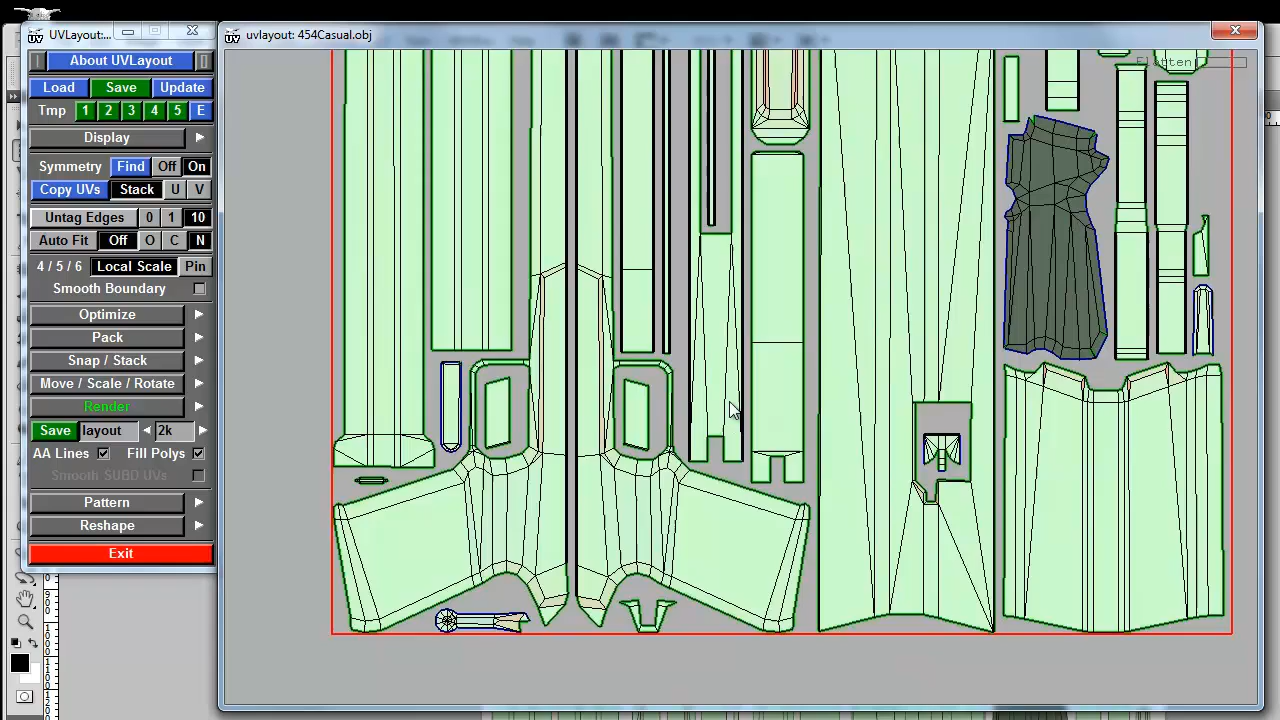 UVLayout:...
uvlayout: 454Casual.obj
About UVLayout
Load Save Update
Tmp 1 2 3 4 5 E
Display
Symmetry Find Off On
Copy UVs Stack U V
Untag Edges 0 1 10
Auto Fit Off O C N
4 / 5 / 6 Local Scale Pin
Smooth Boundary
Optimize
Pack
Snap / Stack
Move / Scale / Rotate
Render
Save layout 2k
AA Lines Fill Polys
Smooth SUBD UVs
Pattern
Reshape
Exit
Flatten